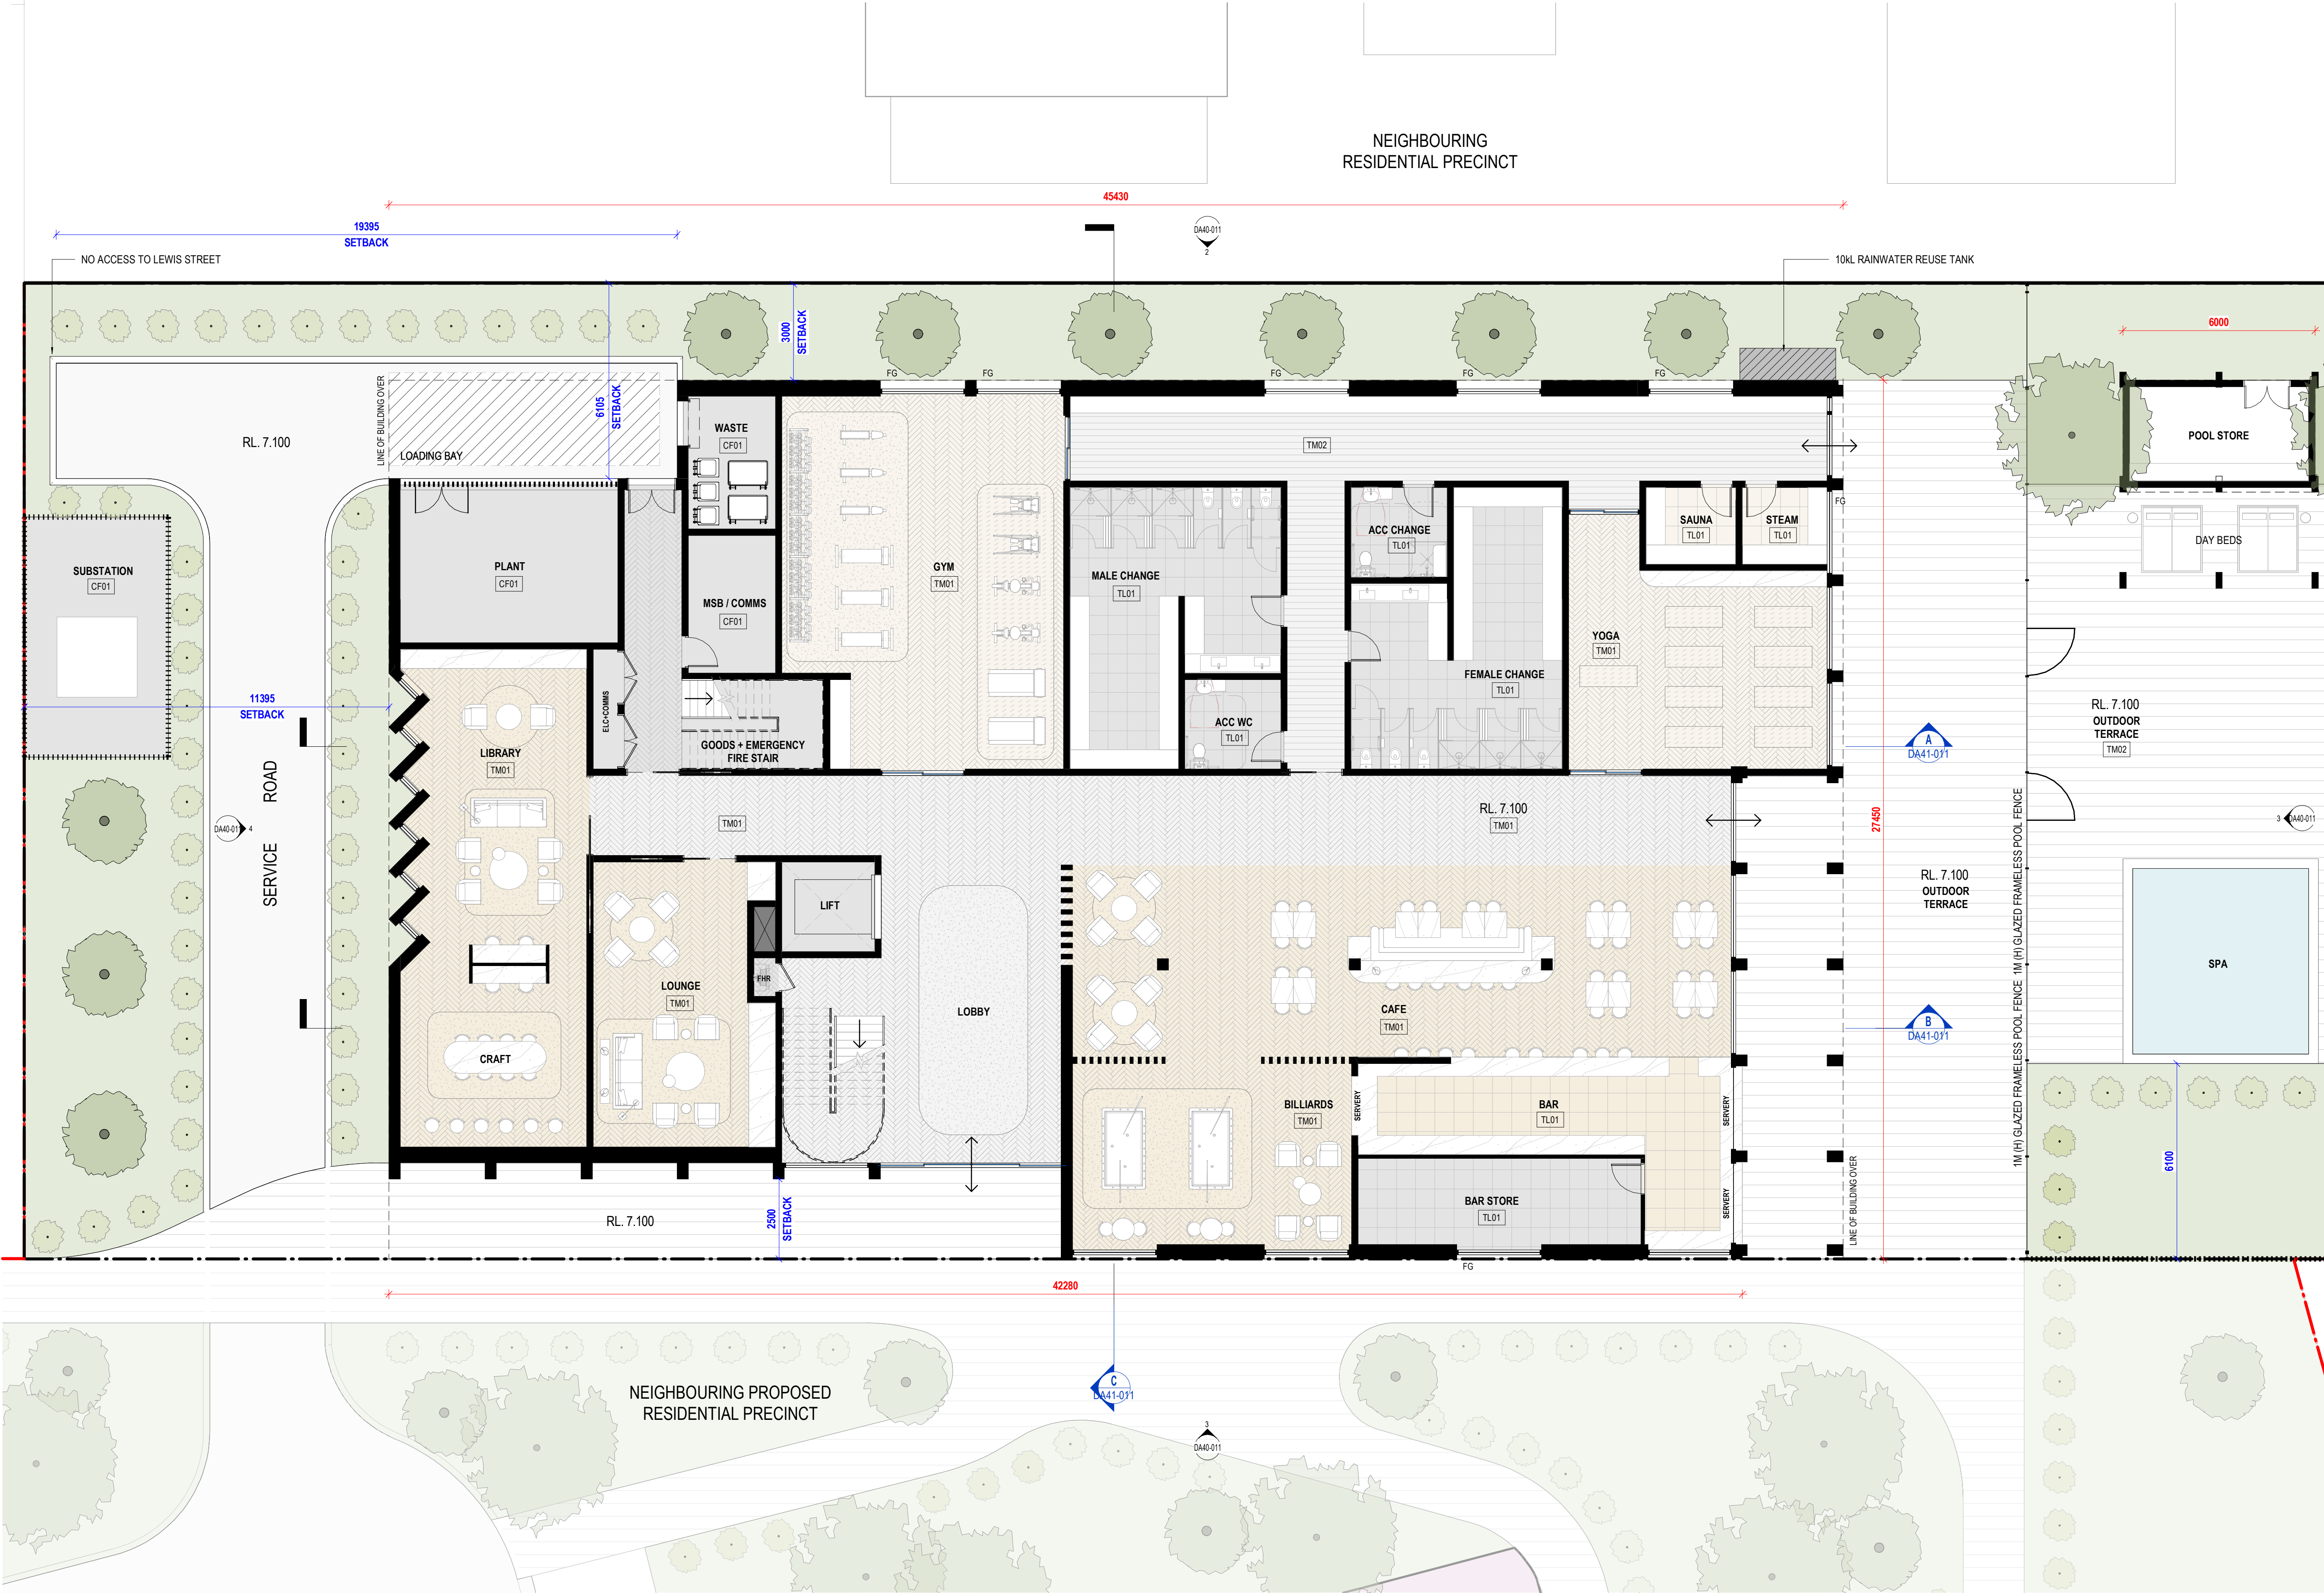 NEIGHBOURING
RESIDENTIAL PRECINCT
45430
19395
SETBACK
DA40-011
2
NO ACCESS TO LEWIS STREET
10kL RAINWATER REUSE TANK
3000
SETBACK
6000
FG
FG
FG
FG
FG
LINE OF BUILDING OVER
6105
SETBACK
RL. 7.100
LOADING BAY
WASTE
CF01
TM02
POOL STORE
FG
SUBSTATION
CF01
PLANT
CF01
MSB / COMMS
CF01
GYM
TM01
MALE CHANGE
TL01
ACC CHANGE
TL01
SAUNA
TL01
STEAM
TL01
DAY BEDS
YOGA
TM01
FEMALE CHANGE
TL01
11395
SETBACK
ELC+COMMS
ACC WC
TL01
GOODS + EMERGENCY
FIRE STAIR
LIBRARY
TM01
A
DA41-011
RL. 7.100
OUTDOOR
TERRACE
TM02
SERVICE ROAD
DA40-011
4
TM01
RL. 7.100
TM01
27450
3
DA40-011
1M (H) GLAZED FRAMELESS POOL FENCE 1M (H) GLAZED FRAMELESS POOL FENCE
RL. 7.100
OUTDOOR
TERRACE
LIFT
SPA
FHR
LOUNGE
TM01
LOBBY
CAFE
TM01
B
DA41-011
CRAFT
BILLIARDS
TM01
SERVERY
BAR
TL01
SERVERY
6100
BAR STORE
TL01
SERVERY
LINE OF BUILDING OVER
RL. 7.100
2500
SETBACK
FG
42280
C
DA41-011
NEIGHBOURING PROPOSED
RESIDENTIAL PRECINCT
3
DA40-011